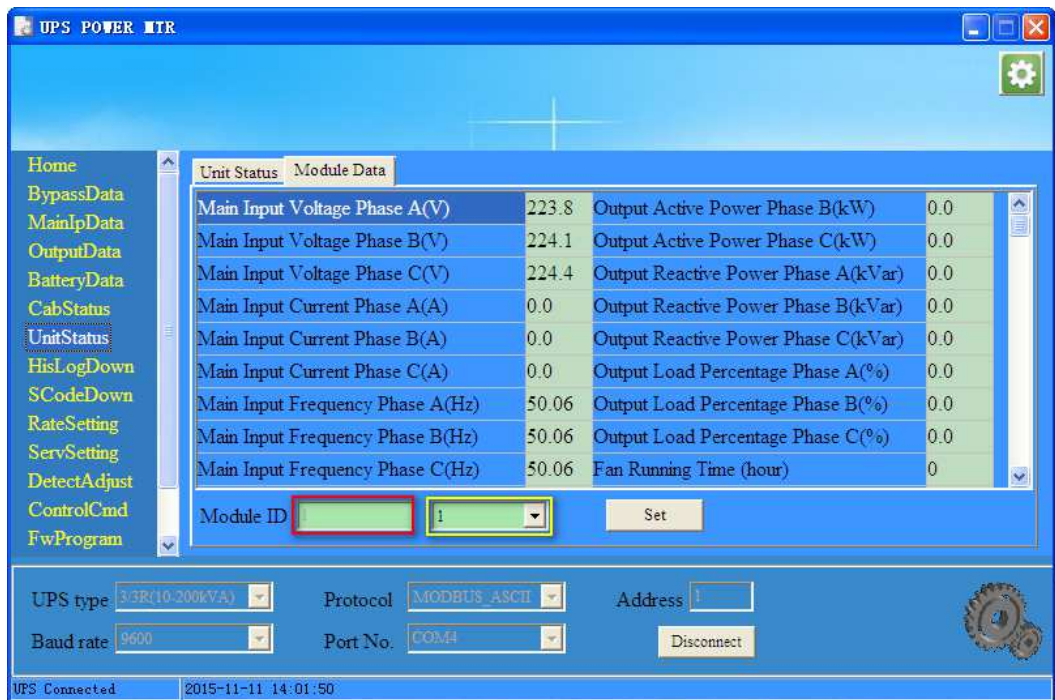 UPS POWER MTR
Home
BypassData
MainIpData
OutputData
BatteryData
CabStatus
UnitStatus
HisLogDown
SCodeDown
RateSetting
ServSetting
DetectAdjust
ControlCmd
FwProgram
Unit Status Module Data
Main Input Voltage Phase A(V) 223.8 Output Active Power Phase B(kW) 0.0
Main Input Voltage Phase B(V) 224.1 Output Active Power Phase C(kW) 0.0
Main Input Voltage Phase C(V) 224.4 Output Reactive Power Phase A(kVar) 0.0
Main Input Current Phase A(A) 0.0 Output Reactive Power Phase B(kVar) 0.0
Main Input Current Phase B(A) 0.0 Output Reactive Power Phase C(kVar) 0.0
Main Input Current Phase C(A) 0.0 Output Load Percentage Phase A(%) 0.0
Main Input Frequency Phase A(Hz) 50.06 Output Load Percentage Phase B(%) 0.0
Main Input Frequency Phase B(Hz) 50.06 Output Load Percentage Phase C(%) 0.0
Main Input Frequency Phase C(Hz) 50.06 Fan Running Time (hour) 0
Module ID 1 1 Set
UPS type 3/3R(10-200kVA) Protocol MODBUS_ASCII Address 1
Baud rate 9600 Port No. COM4 Disconnect
UPS Connected 2015-11-11 14:01:50